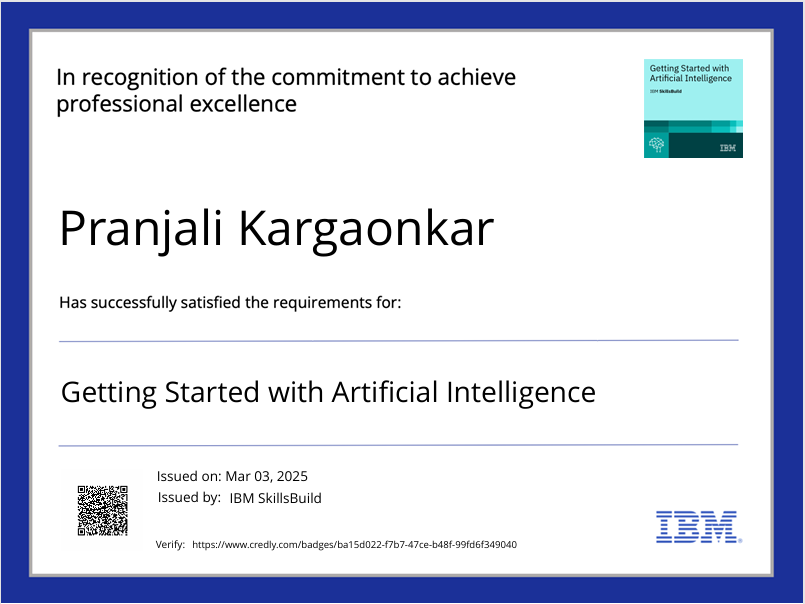 In recognition of the commitment to achieve
professional excellence
Getting Started with
Artificial Intelligence
IBM SkillsBuild
IBM
Pranjali Kargaonkar
Has successfully satisfied the requirements for:
Getting Started with Artificial Intelligence
Issued on: Mar 03, 2025
Issued by: IBM SkillsBuild
Verify: https://www.credly.com/badges/ba15d022-f7b7-47ce-b48f-99fd6f349040
IBM®